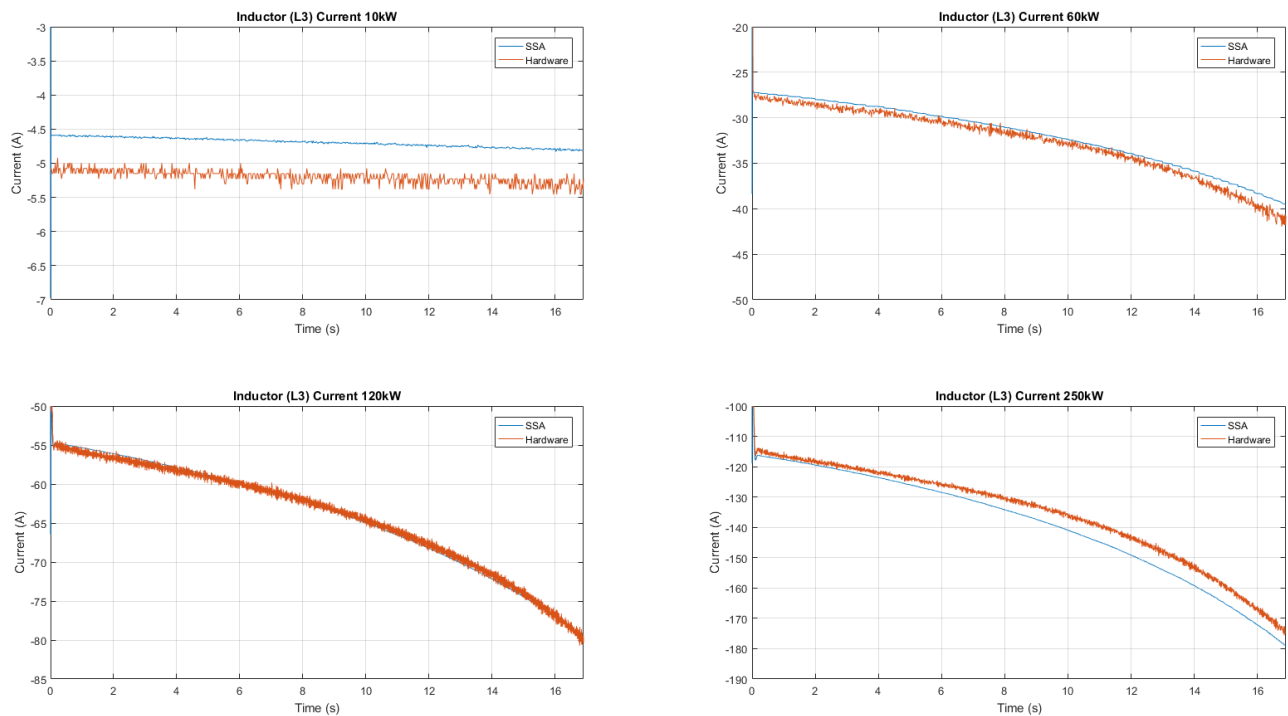 Inductor (L3) Current 10kW
Current (A)
-3
-3.5
-4
-4.5
-5
-5.5
-6
-6.5
-7
0 2 4 6 8 10 12 14 16
Time (s)
SSA
Hardware
Inductor (L3) Current 60kW
Current (A)
-20
-25
-30
-35
-40
-45
-50
0 2 4 6 8 10 12 14 16
Time (s)
SSA
Hardware
Inductor (L3) Current 120kW
Current (A)
-50
-55
-60
-65
-70
-75
-80
-85
0 2 4 6 8 10 12 14 16
Time (s)
SSA
Hardware
Inductor (L3) Current 250kW
Current (A)
-100
-110
-120
-130
-140
-150
-160
-170
-180
-190
0 2 4 6 8 10 12 14 16
Time (s)
SSA
Hardware